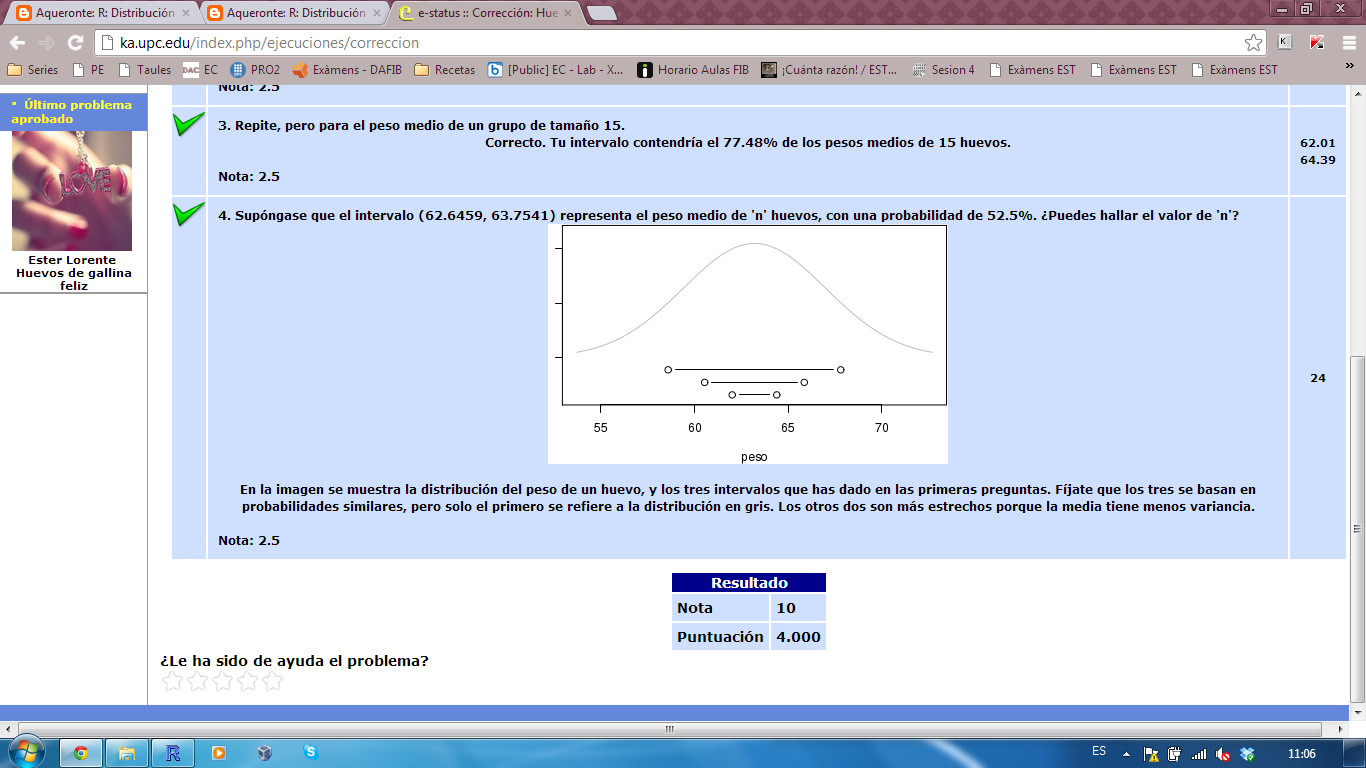 Aqueronte: R: Distribución
Aqueronte: R: Distribución
e-status :: Corrección: Hue
ka.upc.edu/index.php/ejecuciones/correccion
Series
PE
Taules
DAC EC
PRO2
Exàmens - DAFIB
Recetas
[Public] EC - Lab - X...
Horario Aulas FIB
¡Cuánta razón! / EST...
Sesion 4
Exàmens EST
Exàmens EST
Exàmens EST
»
Último problema
aprobado
LOVE
Ester Lorente
Huevos de gallina
feliz
Nota: 2.5
3. Repite, pero para el peso medio de un grupo de tamaño 15.
Correcto. Tu intervalo contendría el 77.48% de los pesos medios de 15 huevos.
62.01
64.39
Nota: 2.5
4. Supóngase que el intervalo (62.6459, 63.7541) representa el peso medio de 'n' huevos, con una probabilidad de 52.5%. ¿Puedes hallar el valor de 'n'?
55 60 65 70
peso
24
En la imagen se muestra la distribución del peso de un huevo, y los tres intervalos que has dado en las primeras preguntas. Fíjate que los tres se basan en
probabilidades similares, pero solo el primero se refiere a la distribución en gris. Los otros dos son más estrechos porque la media tiene menos variancia.
Nota: 2.5
Resultado
Nota 10
Puntuación 4.000
¿Le ha sido de ayuda el problema?
ES
11:06